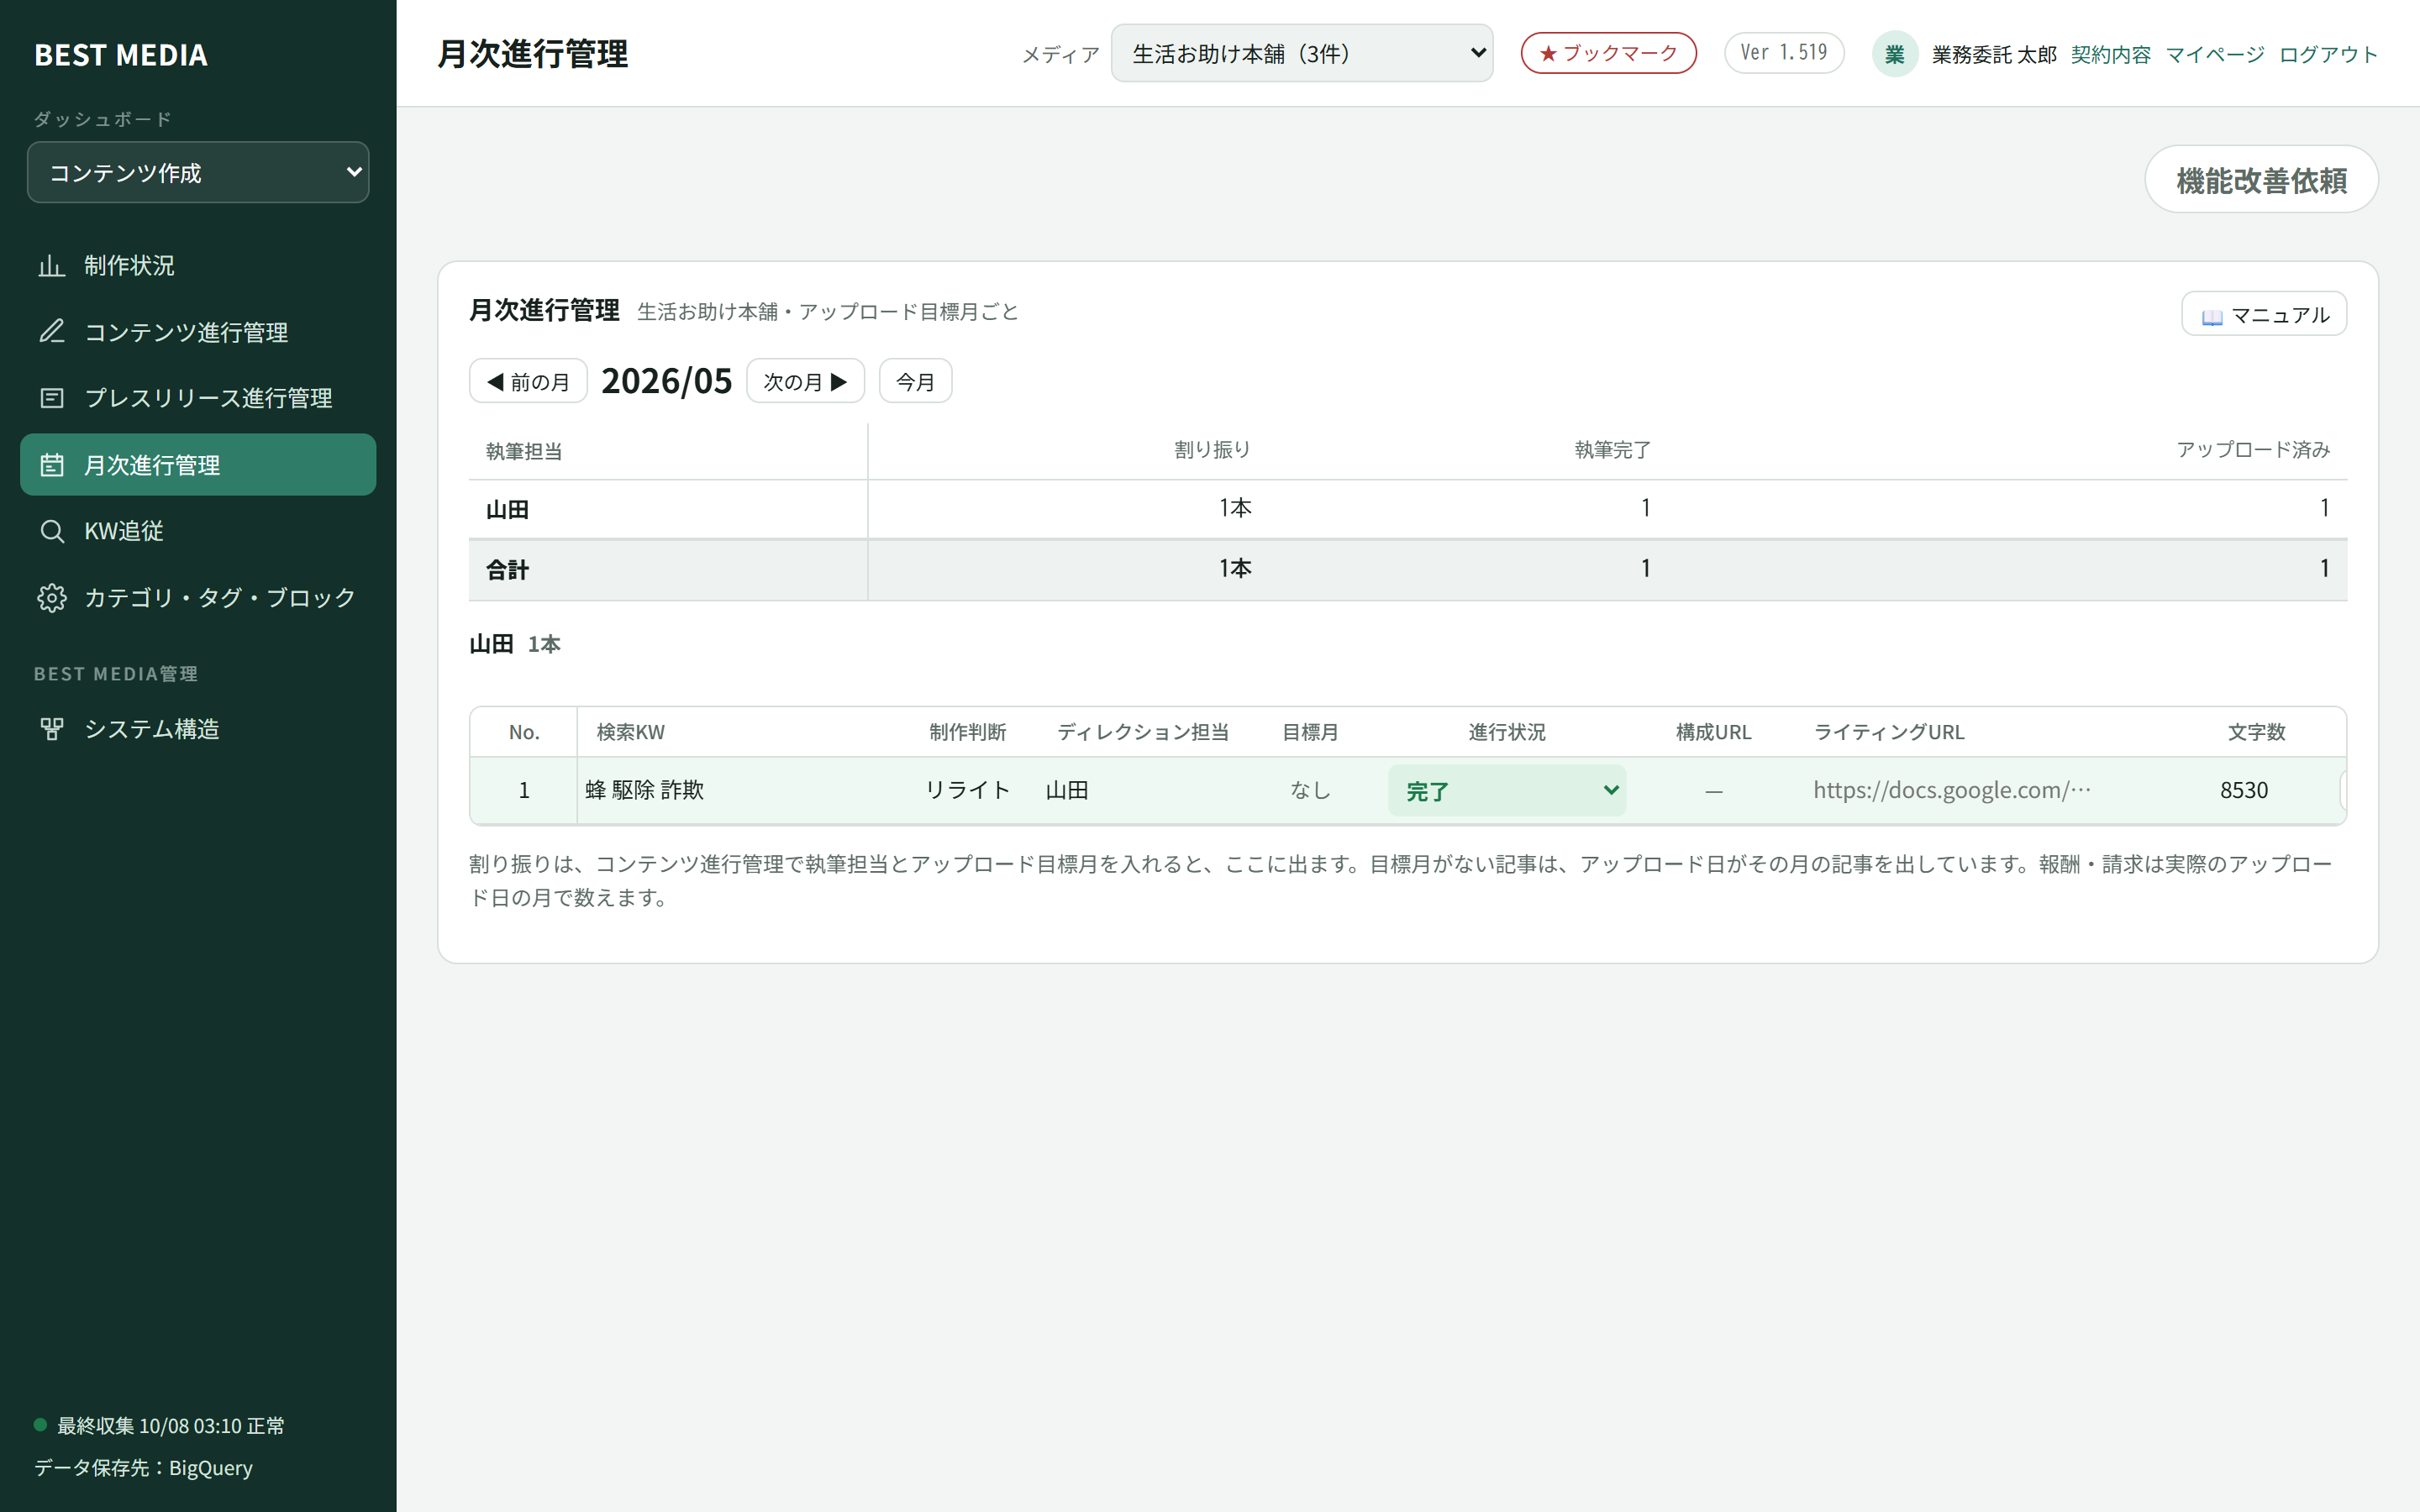 BEST MEDIA
ダッシュボード
コンテンツ作成
制作状況
コンテンツ進行管理
プレスリリース進行管理
月次進行管理
KW追従
カテゴリ・タグ・ブロック
BEST MEDIA管理
システム構造
最終収集 10/08 03:10 正常
データ保存先：BigQuery
月次進行管理
メディア 生活お助け本舗（3件） ★ ブックマーク Ver 1.519 業 業務委託 太郎 契約内容 マイページ ログアウト
機能改善依頼
月次進行管理 生活お助け本舗・アップロード目標月ごと 📖 マニュアル
◀ 前の月 2026/05 次の月 ▶ 今月
執筆担当 割り振り 執筆完了 アップロード済み
山田 1本 1 1
合計 1本 1 1
山田 1本
No. 検索KW 制作判断 ディレクション担当 目標月 進行状況 構成URL ライティングURL 文字数
1 蜂 駆除 詐欺 リライト 山田 なし 完了 — https://docs.google.com/… 8530
割り振りは、コンテンツ進行管理で執筆担当とアップロード目標月を入れると、ここに出ます。目標月がない記事は、アップロード日がその月の記事を出しています。報酬・請求は実際のアップロー
ド日の月で数えます。